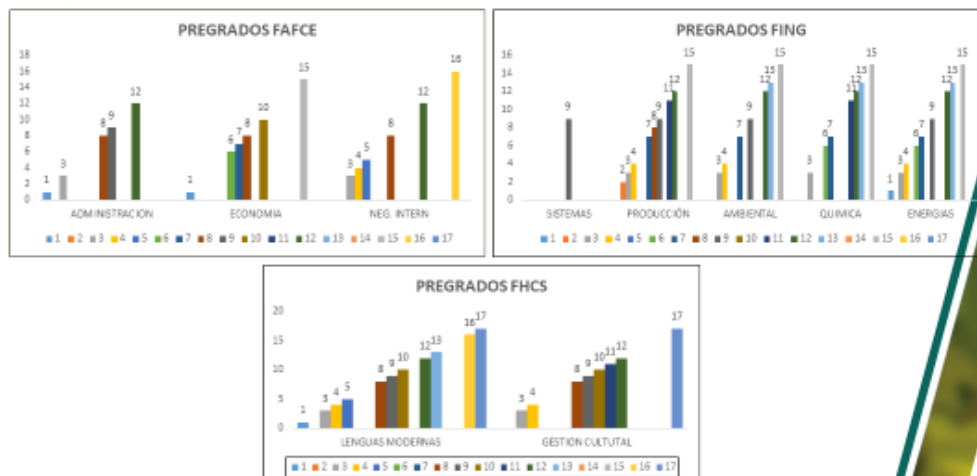 PREGRADOS FAFCE
18
16
14
12
10
8
6
4
2
0
1 3 8 9 12
1 6 7 8 10 15
3 4 5 8 12 16
ADMINISTRACION ECONOMIA NEG. INTERN
1 2 3 4 5 6 7 8 9 10 11 12 13 14 15 16 17
PREGRADOS FING
16
14
12
10
8
6
4
2
0
9
2 3 4 7 8 9 11 12 15
3 4 7 9 12 13 15
3 6 7 11 12 13 15
1 3 4 6 7 9 12 13 15
SISTEMAS PRODUCCIÓN AMBIENTAL QUIMICA ENERGIAS
1 2 3 4 5 6 7 8 9 10 11 12 13 14 15 16 17
PREGRADOS FHCS
20
15
10
5
0
1 3 4 5 8 9 10 12 13 16 17
3 4 8 9 10 11 12 17
LENGUAS MODERNAS GESTION CULTUTAL
1 2 3 4 5 6 7 8 9 10 11 12 13 14 15 16 17